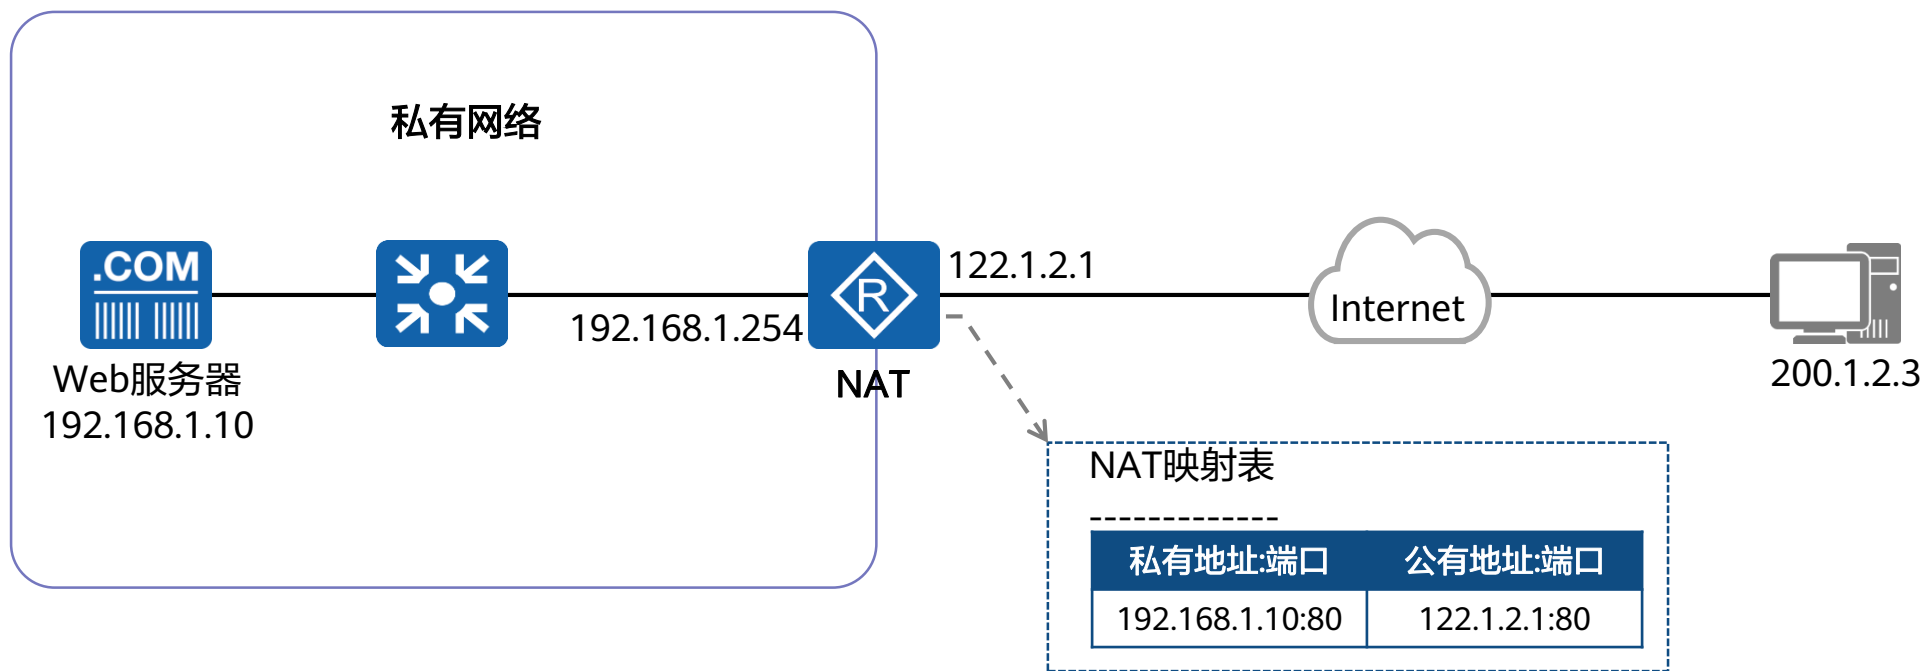 私有网络
.COM
Web服务器
192.168.1.10
192.168.1.254
R
NAT
122.1.2.1
Internet
200.1.2.3
NAT映射表
-------------
私有地址:端口 公有地址:端口
192.168.1.10:80 122.1.2.1:80